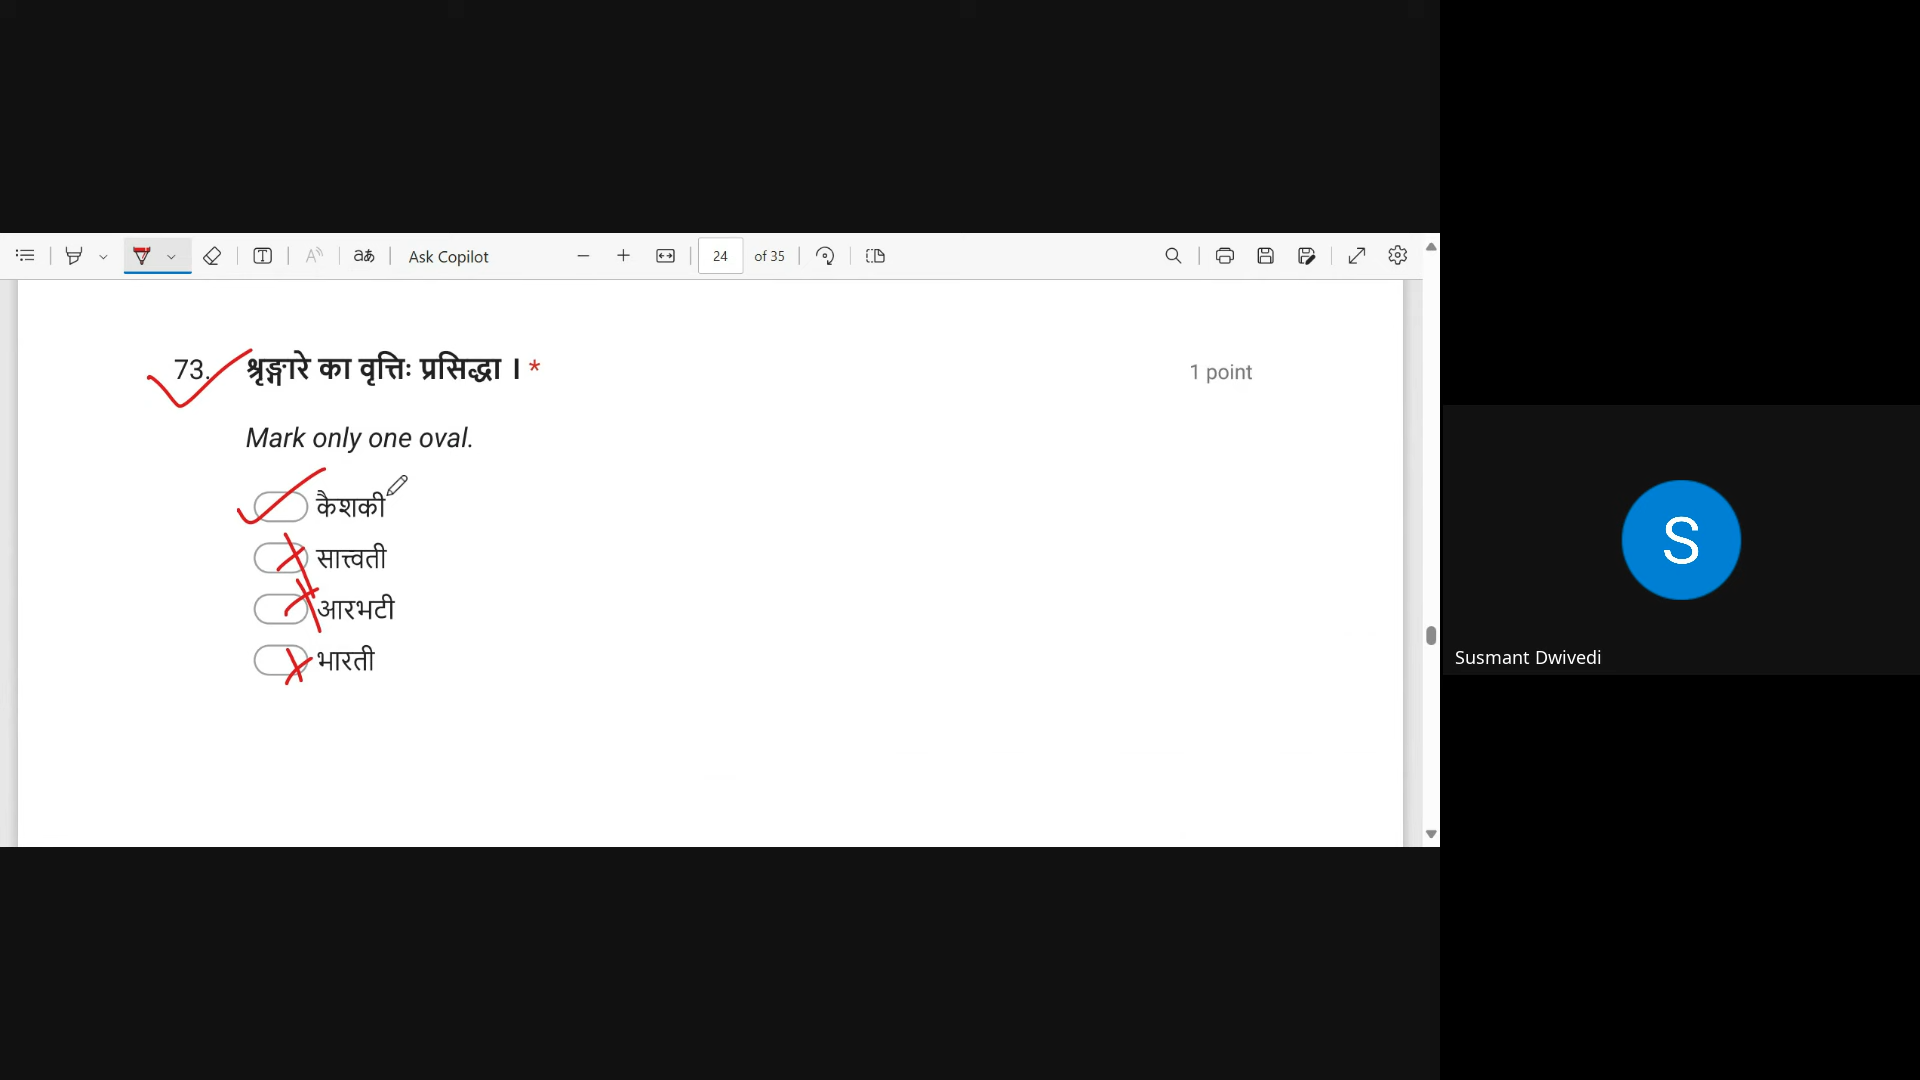 Ask Copilot
24 of 35
73. श्रृङ्गारे का वृत्तिः प्रसिद्धा । *
1 point
Mark only one oval.
कैशकी
सात्त्वती
आरभटी
भारती
S
Susmant Dwivedi